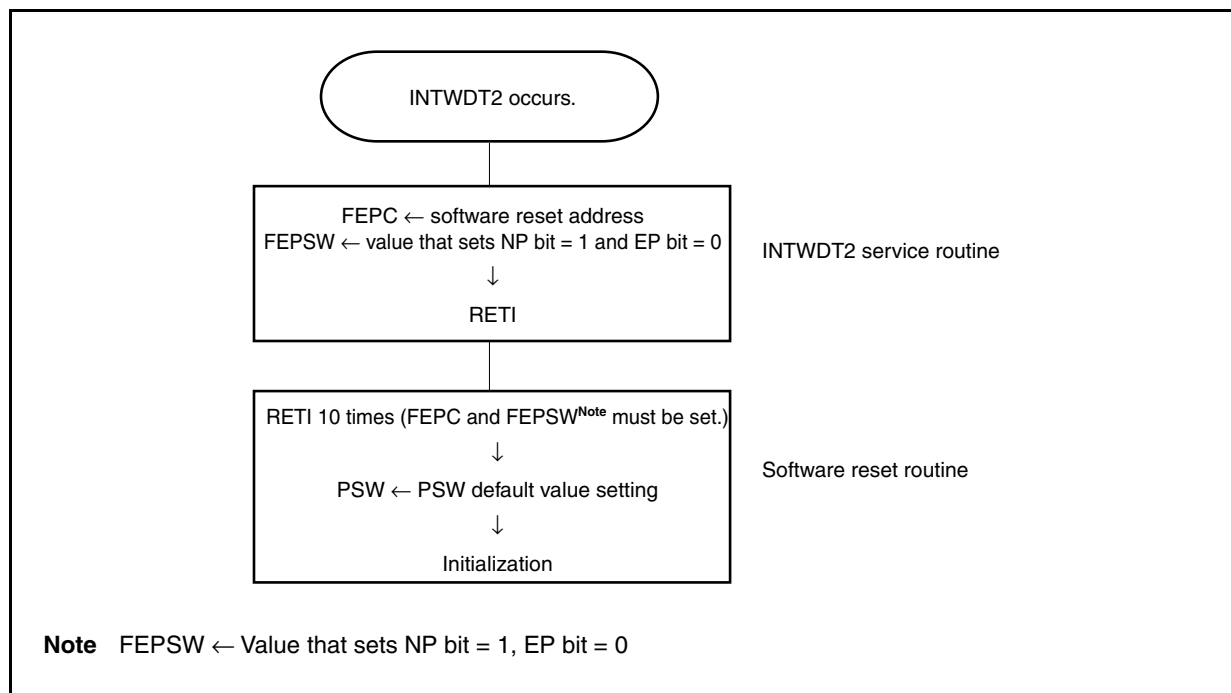 INTWDT2 occurs.
FEPC ← software reset address
FEPSW ← value that sets NP bit = 1 and EP bit = 0
↓
RETI
INTWDT2 service routine
RETI 10 times (FEPC and FEPSWNote must be set.)
↓
PSW ← PSW default value setting
↓
Initialization
Software reset routine
Note FEPSW ← Value that sets NP bit = 1, EP bit = 0